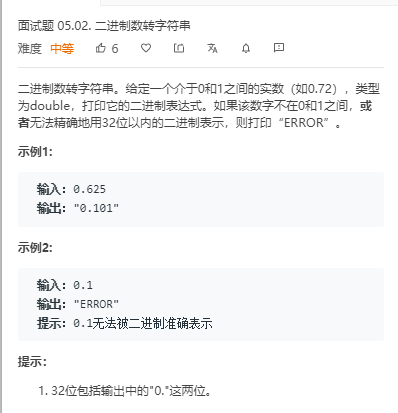 面试题 05.02. 二进制数转字符串
难度 中等 6
二进制数转字符串。给定一个介于0和1之间的实数（如0.72），类型
为double，打印它的二进制表达式。如果该数字不在0和1之间，或
者无法精确地用32位以内的二进制表示，则打印“ERROR”。
示例1:
输入：0.625
输出："0.101"
示例2:
输入：0.1
输出："ERROR"
提示：0.1无法被二进制准确表示
提示：
1. 32位包括输出中的"0."这两位。